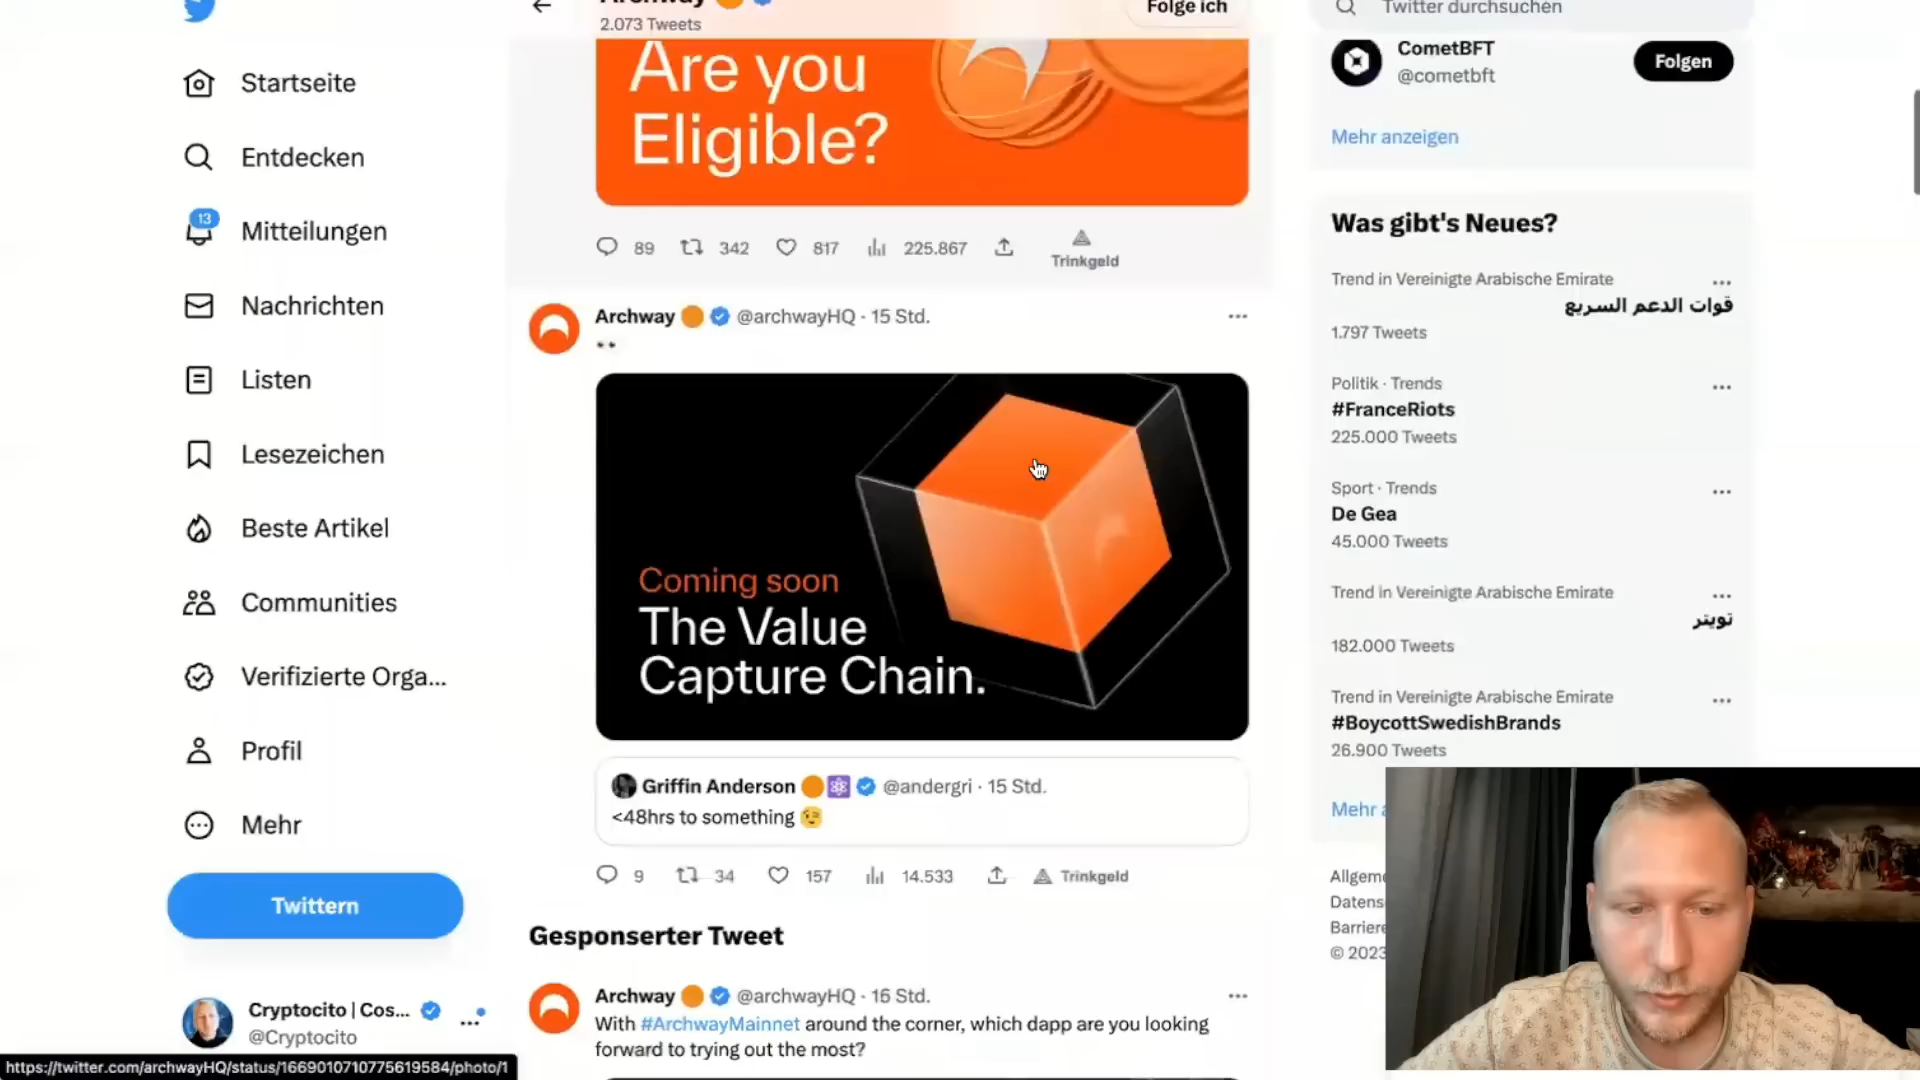 Startseite
Entdecken
13
Mitteilungen
Nachrichten
Listen
Lesezeichen
Beste Artikel
Communities
Verifizierte Orga...
Profil
Mehr
Twittern
Cryptocito | Cos...
@Cryptocito
https://twitter.com/archwayHQ/status/1669010710775619584/photo/1
Archway
2.073 Tweets
Folge ich
Are you
Eligible?
89 342 817 225.867
Trinkgeld
Archway @archwayHQ · 15 Std.
Coming soon
The Value
Capture Chain.
Griffin Anderson @andergri · 15 Std.
<48hrs to something
9 34 157 14.533 Trinkgeld
Gesponserter Tweet
Archway @archwayHQ · 16 Std.
With #ArchwayMainnet around the corner, which dapp are you looking
forward to trying out the most?
Twitter durchsuchen
CometBFT
@cometbft
Folgen
Mehr anzeigen
Was gibt's Neues?
Trend in Vereinigte Arabische Emirate
قوات الدعم السريع
1.797 Tweets
Politik · Trends
#FranceRiots
225.000 Tweets
Sport · Trends
De Gea
45.000 Tweets
Trend in Vereinigte Arabische Emirate
تويتر
182.000 Tweets
Trend in Vereinigte Arabische Emirate
#BoycottSwedishBrands
26.900 Tweets
Mehr a
Allgeme
Datens
Barriere
© 2023